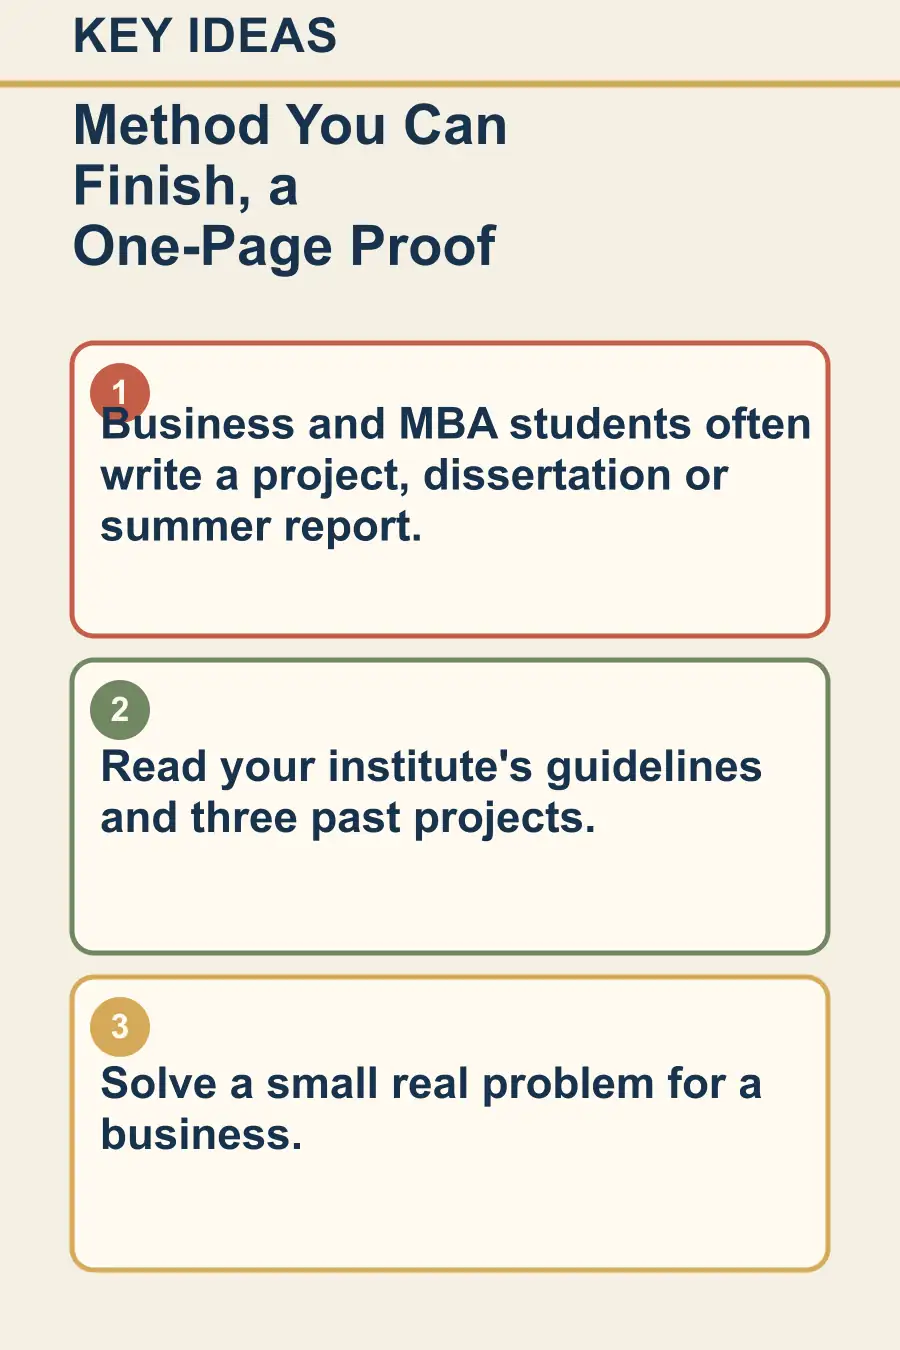 KEY IDEAS
Method You Can
Finish, a
One-Page Proof
1
Business and MBA students often
write a project, dissertation or
summer report.
2
Read your institute's guidelines
and three past projects.
3
Solve a small real problem for a
business.